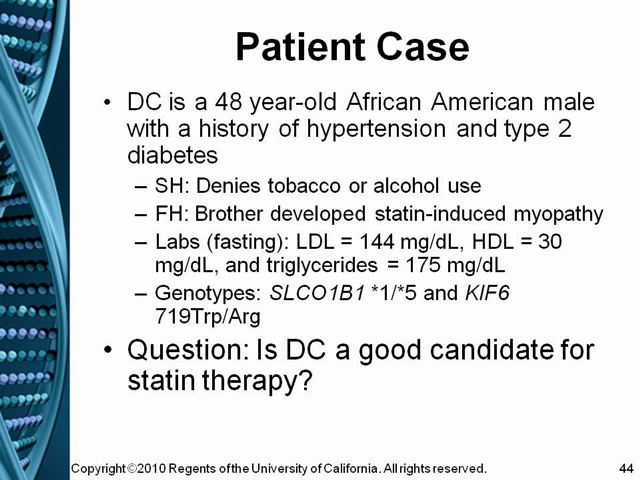 Patient Case
• DC is a 48 year-old African American male
with a history of hypertension and type 2
diabetes
– SH: Denies tobacco or alcohol use
– FH: Brother developed statin-induced myopathy
– Labs (fasting): LDL = 144 mg/dL, HDL = 30
mg/dL, and triglycerides = 175 mg/dL
– Genotypes: SLCO1B1 *1/*5 and KIF6
719Trp/Arg
• Question: Is DC a good candidate for
statin therapy?
Copyright ©2010 Regents of the University of California. All rights reserved. 44